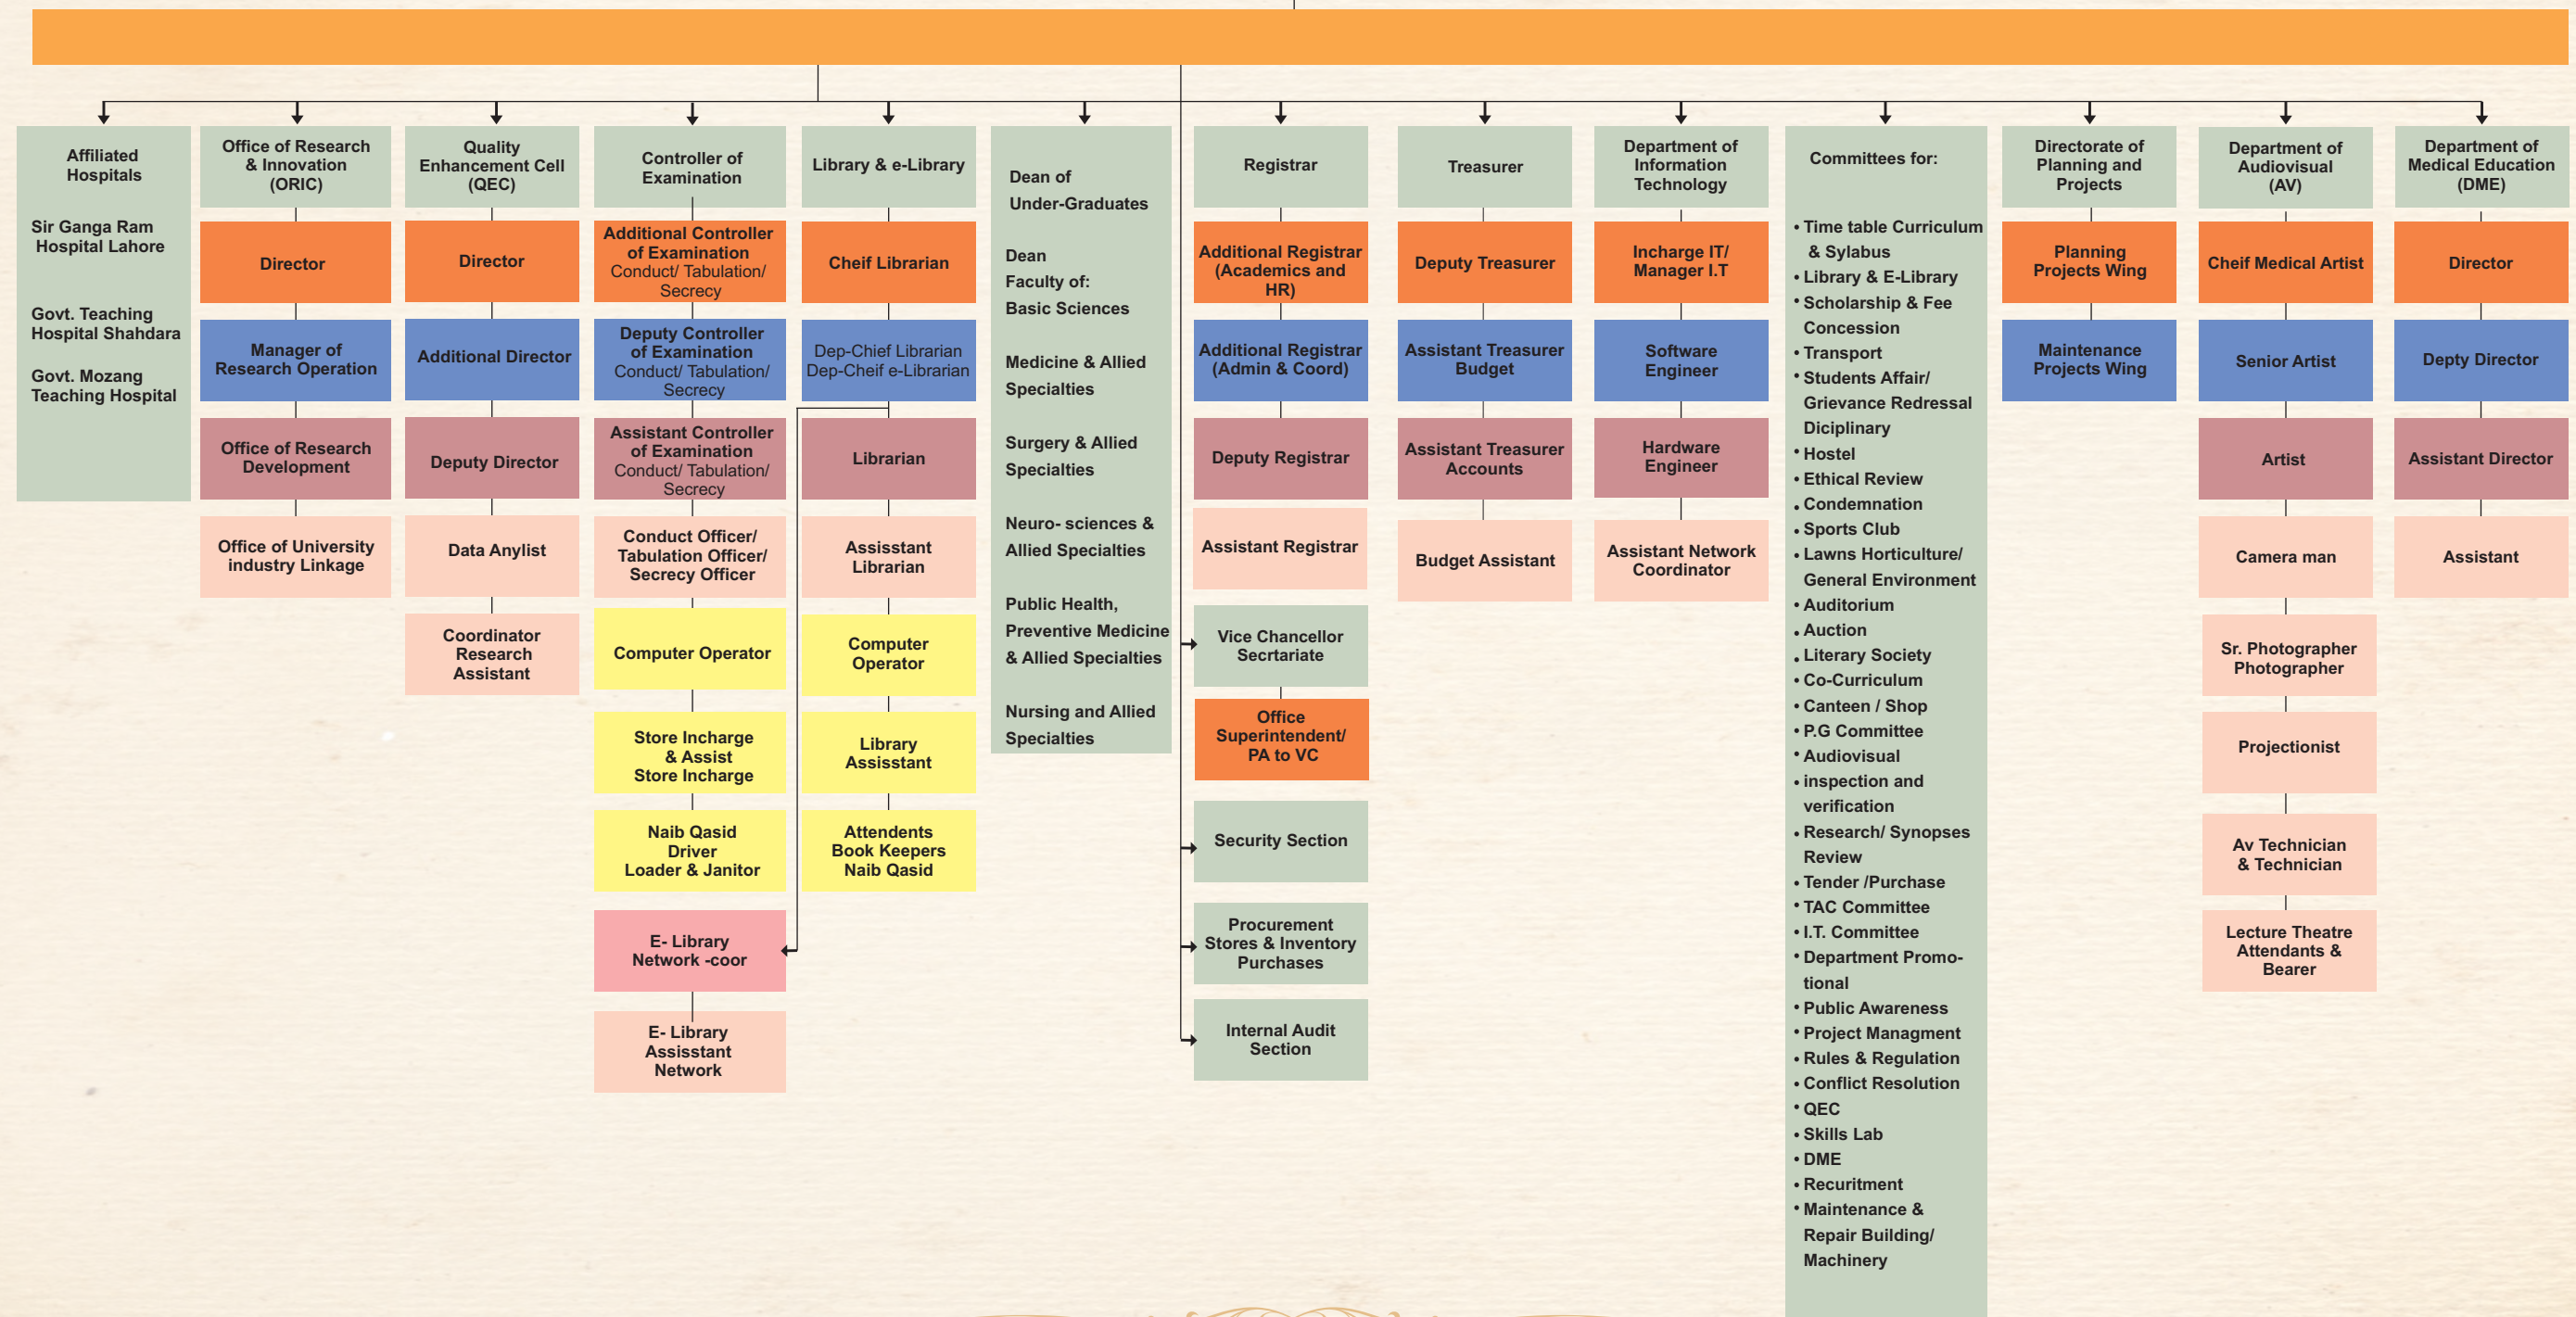 Affiliated
Hospitals
Sir Ganga Ram
Hospital Lahore
Govt. Teaching
Hospital Shahdara
Govt. Mozang
Teaching Hospital
Office of Research
& Innovation
(ORIC)
Director
Manager of
Research Operation
Office of Research
Development
Office of University
industry Linkage
Quality
Enhancement Cell
(QEC)
Director
Additional Director
Deputy Director
Data Anylist
Coordinator
Research
Assistant
Controller of
Examination
Additional Controller
of Examination
Conduct/ Tabulation/
Secrecy
Deputy Controller
of Examination
Conduct/ Tabulation/
Secrecy
Assistant Controller
of Examination
Conduct/ Tabulation/
Secrecy
Conduct Officer/
Tabulation Officer/
Secrecy Officer
Computer Operator
Store Incharge
& Assist
Store Incharge
Naib Qasid
Driver
Loader & Janitor
E- Library
Network -coor
E- Library
Assisstant
Network
Library & e-Library
Cheif Librarian
Dep-Chief Librarian
Dep-Cheif e-Librarian
Librarian
Assisstant
Librarian
Computer
Operator
Library
Assisstant
Attendents
Book Keepers
Naib Qasid
Dean of
Under-Graduates
Dean
Faculty of:
Basic Sciences
Medicine & Allied
Specialties
Surgery & Allied
Specialties
Neuro- sciences &
Allied Specialties
Public Health,
Preventive Medicine
& Allied Specialties
Nursing and Allied
Specialties
Registrar
Additional Registrar
(Academics and
HR)
Additional Registrar
(Admin & Coord)
Deputy Registrar
Assistant Registrar
Vice Chancellor
Secrtariate
Office
Superintendent/
PA to VC
Security Section
Procurement
Stores & Inventory
Purchases
Internal Audit
Section
Treasurer
Deputy Treasurer
Assistant Treasurer
Budget
Assistant Treasurer
Accounts
Budget Assistant
Department of
Information
Technology
Incharge IT/
Manager I.T
Software
Engineer
Hardware
Engineer
Assistant Network
Coordinator
Committees for:
• Time table Curriculum
& Sylabus
• Library & E-Library
• Scholarship & Fee
Concession
• Transport
• Students Affair/
Grievance Redressal
Diciplinary
• Hostel
• Ethical Review
• Condemnation
• Sports Club
• Lawns Horticulture/
General Environment
• Auditorium
• Auction
• Literary Society
• Co-Curriculum
• Canteen / Shop
• P.G Committee
• Audiovisual
• inspection and
verification
• Research/ Synopses
Review
• Tender /Purchase
• TAC Committee
• I.T. Committee
• Department Promo-
tional
• Public Awareness
• Project Managment
• Rules & Regulation
• Conflict Resolution
• QEC
• Skills Lab
• DME
• Recuritment
• Maintenance &
Repair Building/
Machinery
Directorate of
Planning and
Projects
Planning
Projects Wing
Maintenance
Projects Wing
Department of
Audiovisual
(AV)
Cheif Medical Artist
Senior Artist
Artist
Camera man
Sr. Photographer
Photographer
Projectionist
Av Technician
& Technician
Lecture Theatre
Attendants &
Bearer
Department of
Medical Education
(DME)
Director
Depty Director
Assistant Director
Assistant